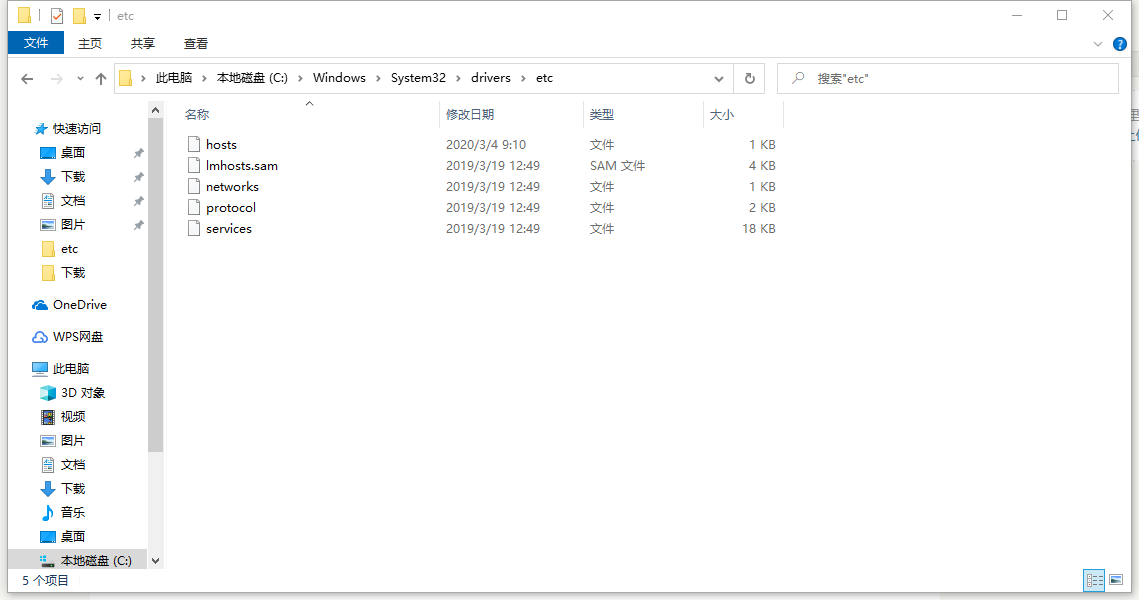 etc
文件 主页 共享 查看
此电脑 本地磁盘 (C:) Windows System32 drivers etc
搜索"etc"
名称 修改日期 类型 大小
hosts 2020/3/4 9:10 文件 1 KB
lmhosts.sam 2019/3/19 12:49 SAM 文件 4 KB
networks 2019/3/19 12:49 文件 1 KB
protocol 2019/3/19 12:49 文件 2 KB
services 2019/3/19 12:49 文件 18 KB
快速访问
桌面
下载
文档
图片
etc
下载
OneDrive
WPS网盘
此电脑
3D 对象
视频
图片
文档
下载
音乐
桌面
本地磁盘 (C:)
5 个项目